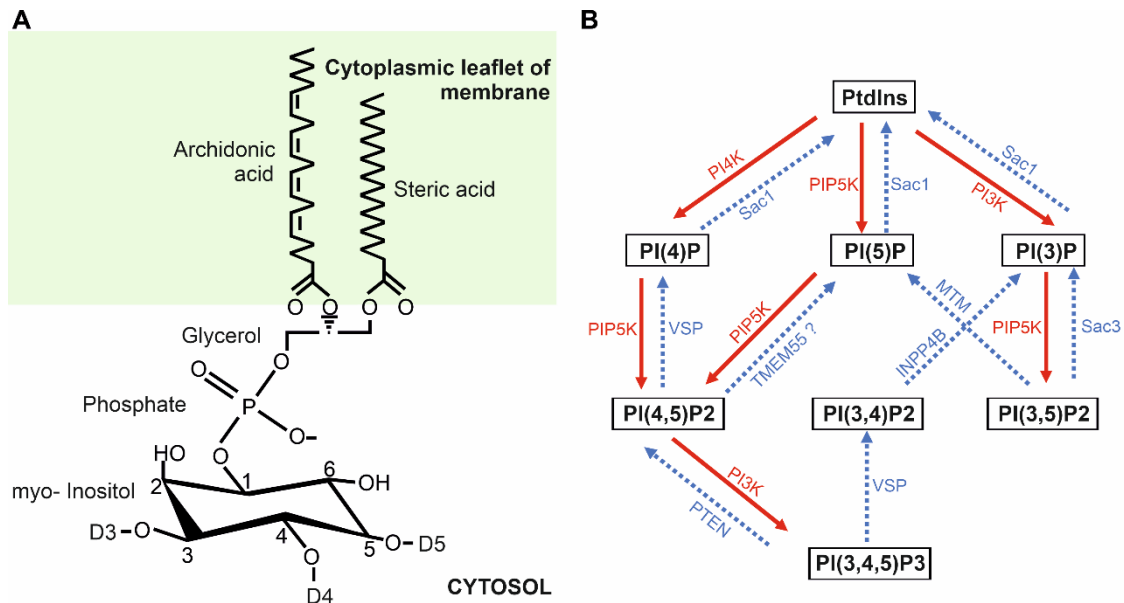 A
Cytoplasmic leaflet of
membrane
Archidonic
acid
Steric acid
O
O
O
O
Glycerol
O
O
Phosphate
P
O
O–
HO
6
OH
1
myo- Inositol
2
D3
O
3
4
5
O
D5
O
D4
CYTOSOL
B
PtdIns
PI4K
Sac1
PIP5K
Sac1
PI3K
Sac1
PI(4)P
PI(5)P
PI(3)P
PIP5K
VSP
PIP5K
TMEM55 ?
INPP4B
MTM
PIP5K
Sac3
PI(4,5)P2
PI(3,4)P2
PI(3,5)P2
PI3K
PTEN
VSP
PI(3,4,5)P3